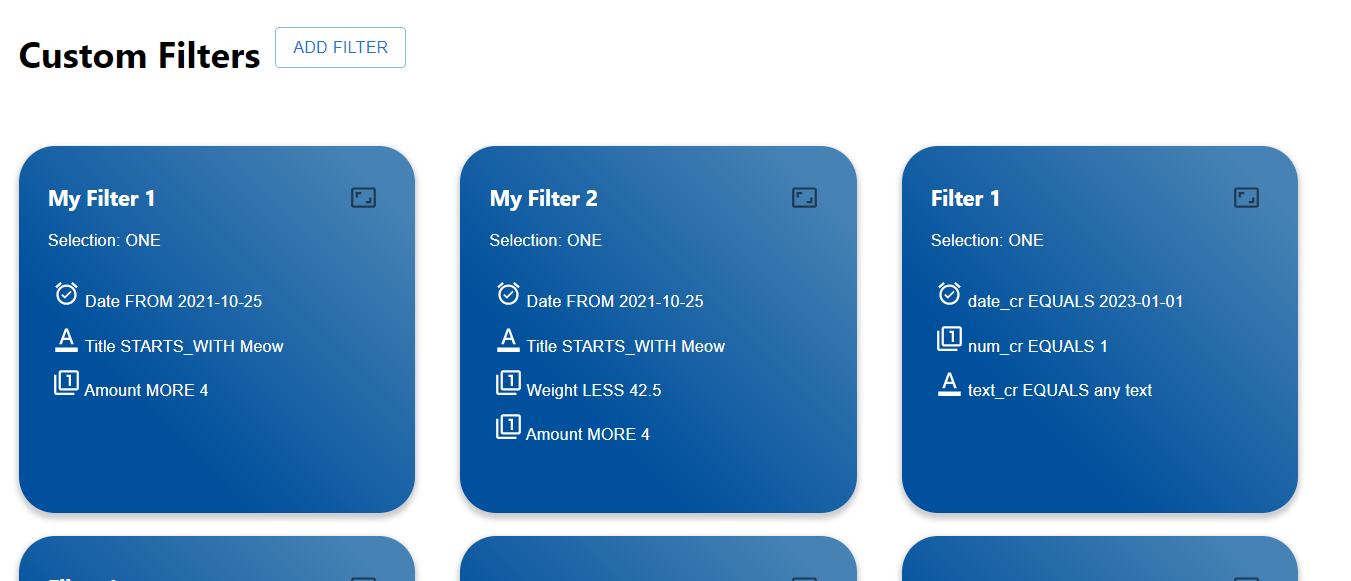 Custom Filters
ADD FILTER
My Filter 1
Selection: ONE
Date FROM 2021-10-25
Title STARTS_WITH Meow
Amount MORE 4
My Filter 2
Selection: ONE
Date FROM 2021-10-25
Title STARTS_WITH Meow
Weight LESS 42.5
Amount MORE 4
Filter 1
Selection: ONE
date_cr EQUALS 2023-01-01
num_cr EQUALS 1
text_cr EQUALS any text